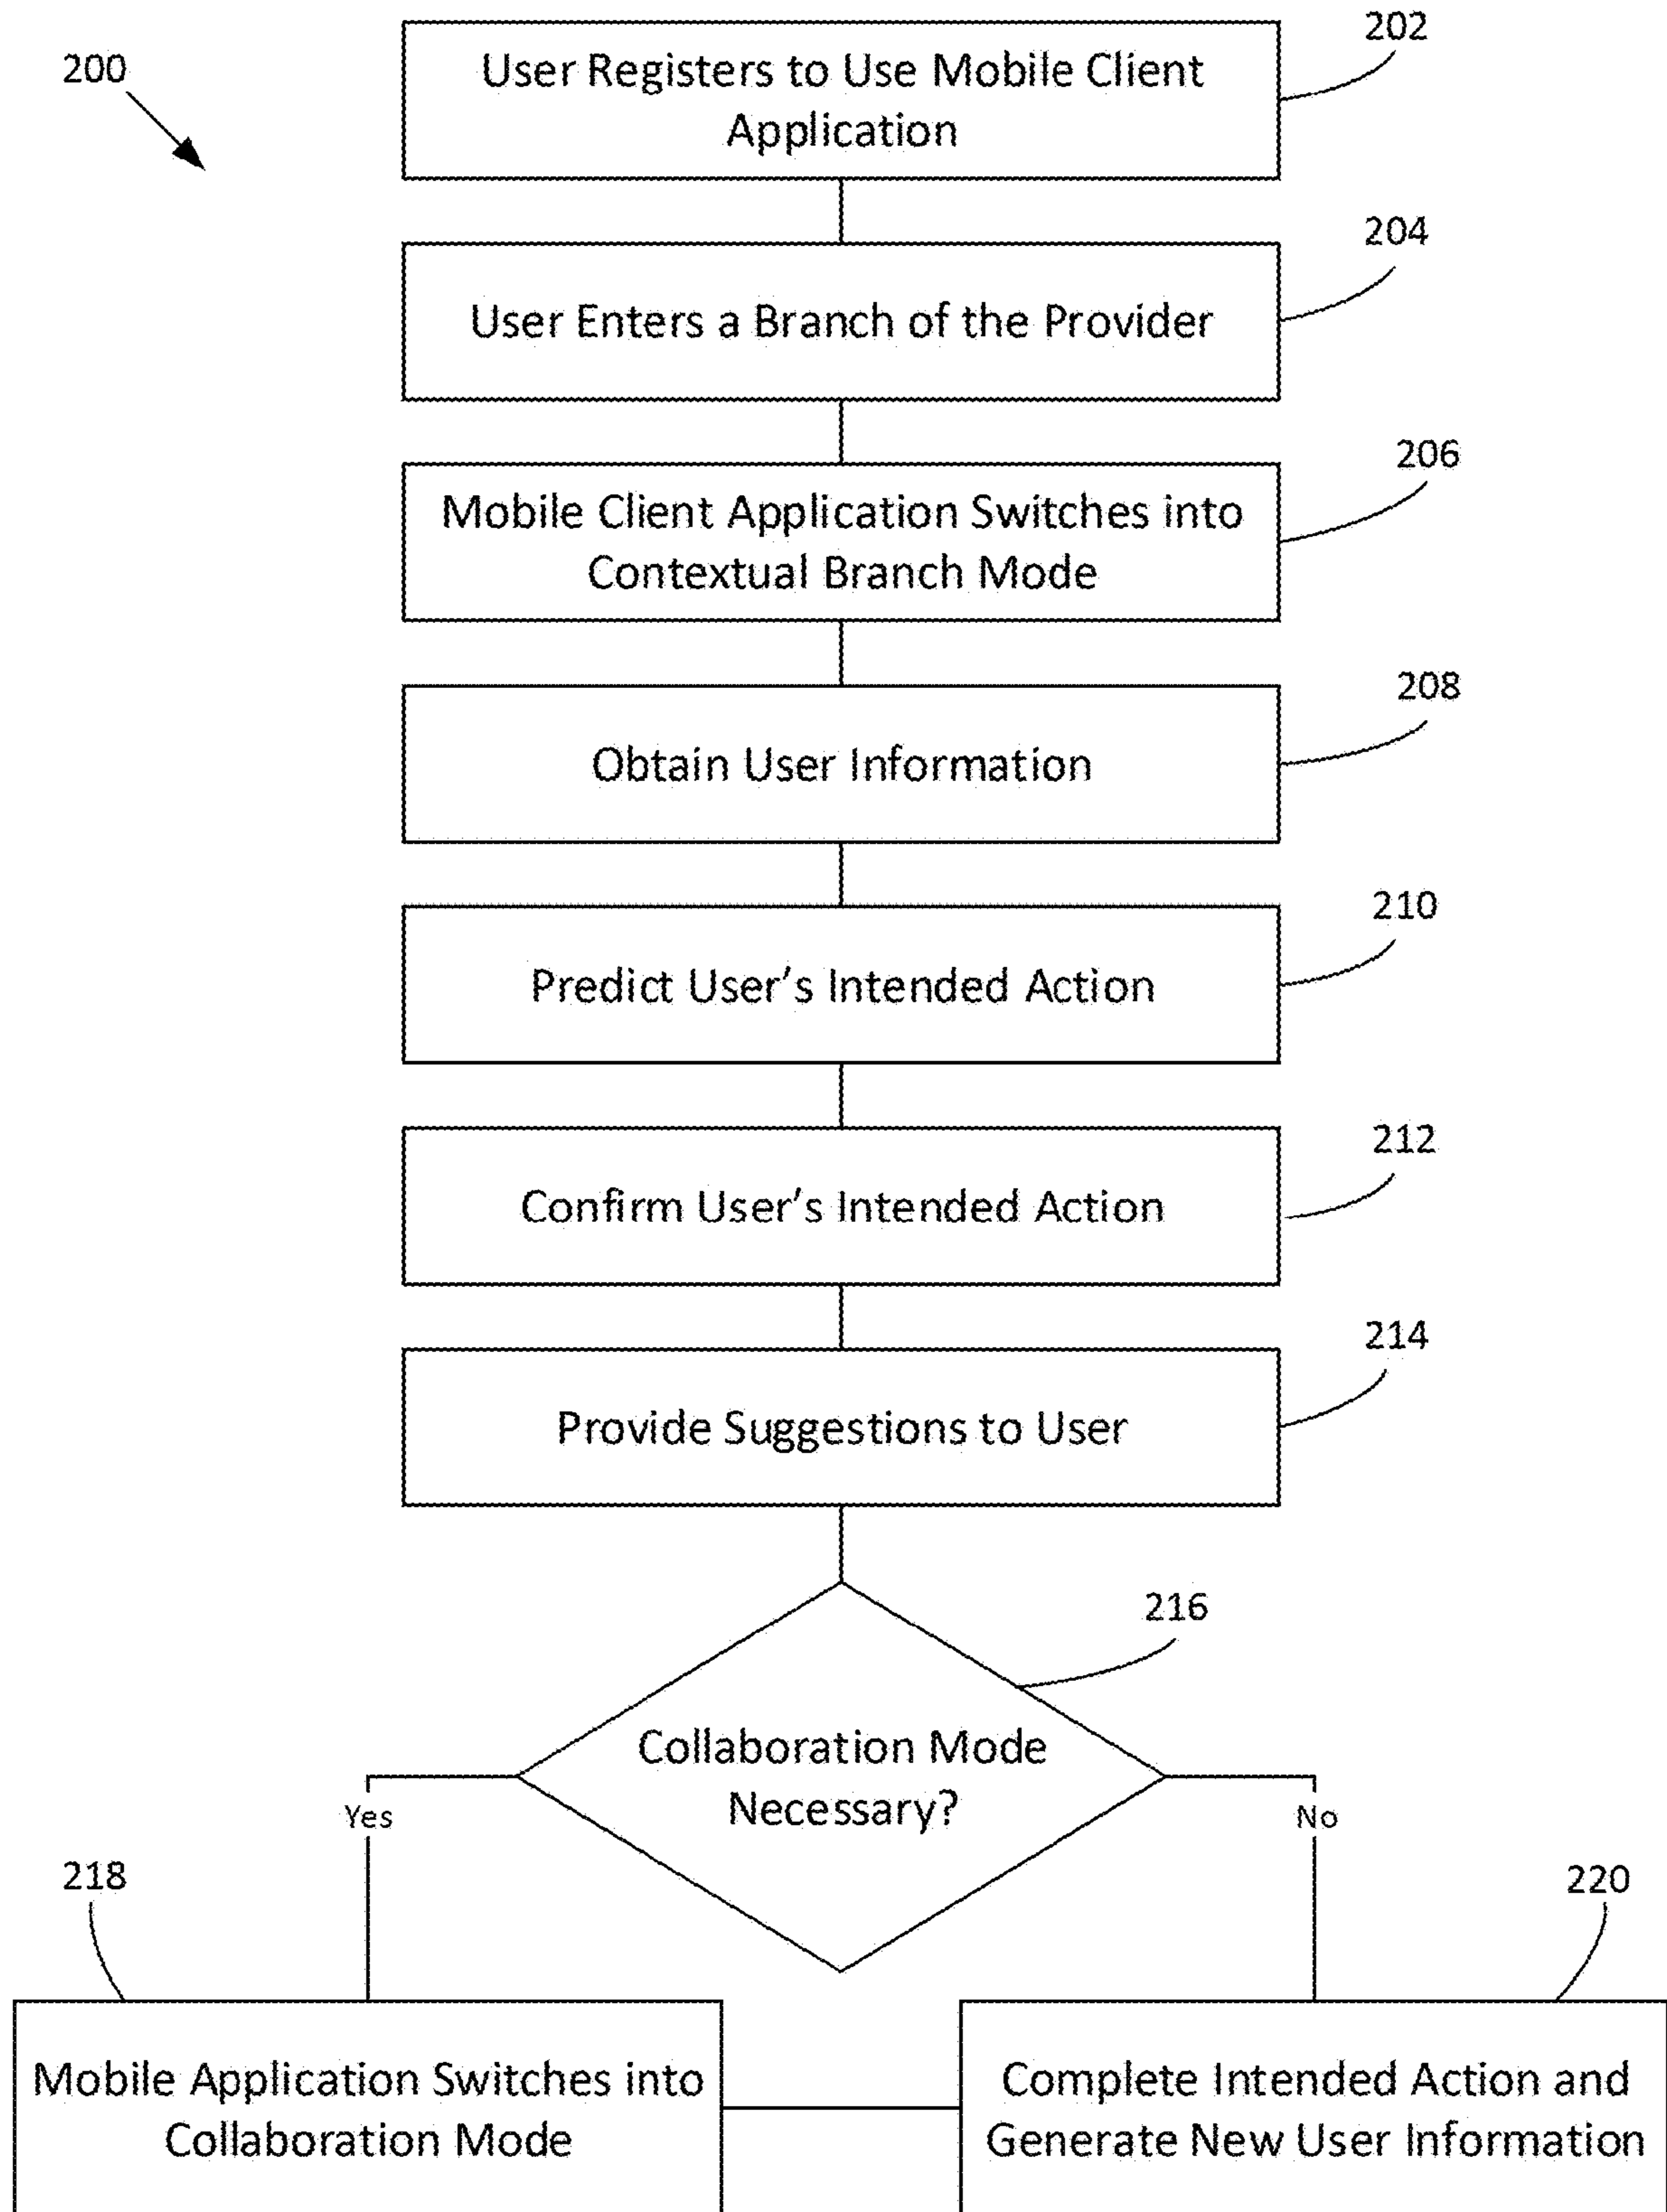 200
202
User Registers to Use Mobile Client
Application
204
User Enters a Branch of the Provider
206
Mobile Client Application Switches into
Contextual Branch Mode
208
Obtain User Information
210
Predict User's Intended Action
212
Confirm User's Intended Action
214
Provide Suggestions to User
216
Collaboration Mode
Necessary?
Yes
No
218
220
Mobile Application Switches into
Collaboration Mode
Complete Intended Action and
Generate New User Information